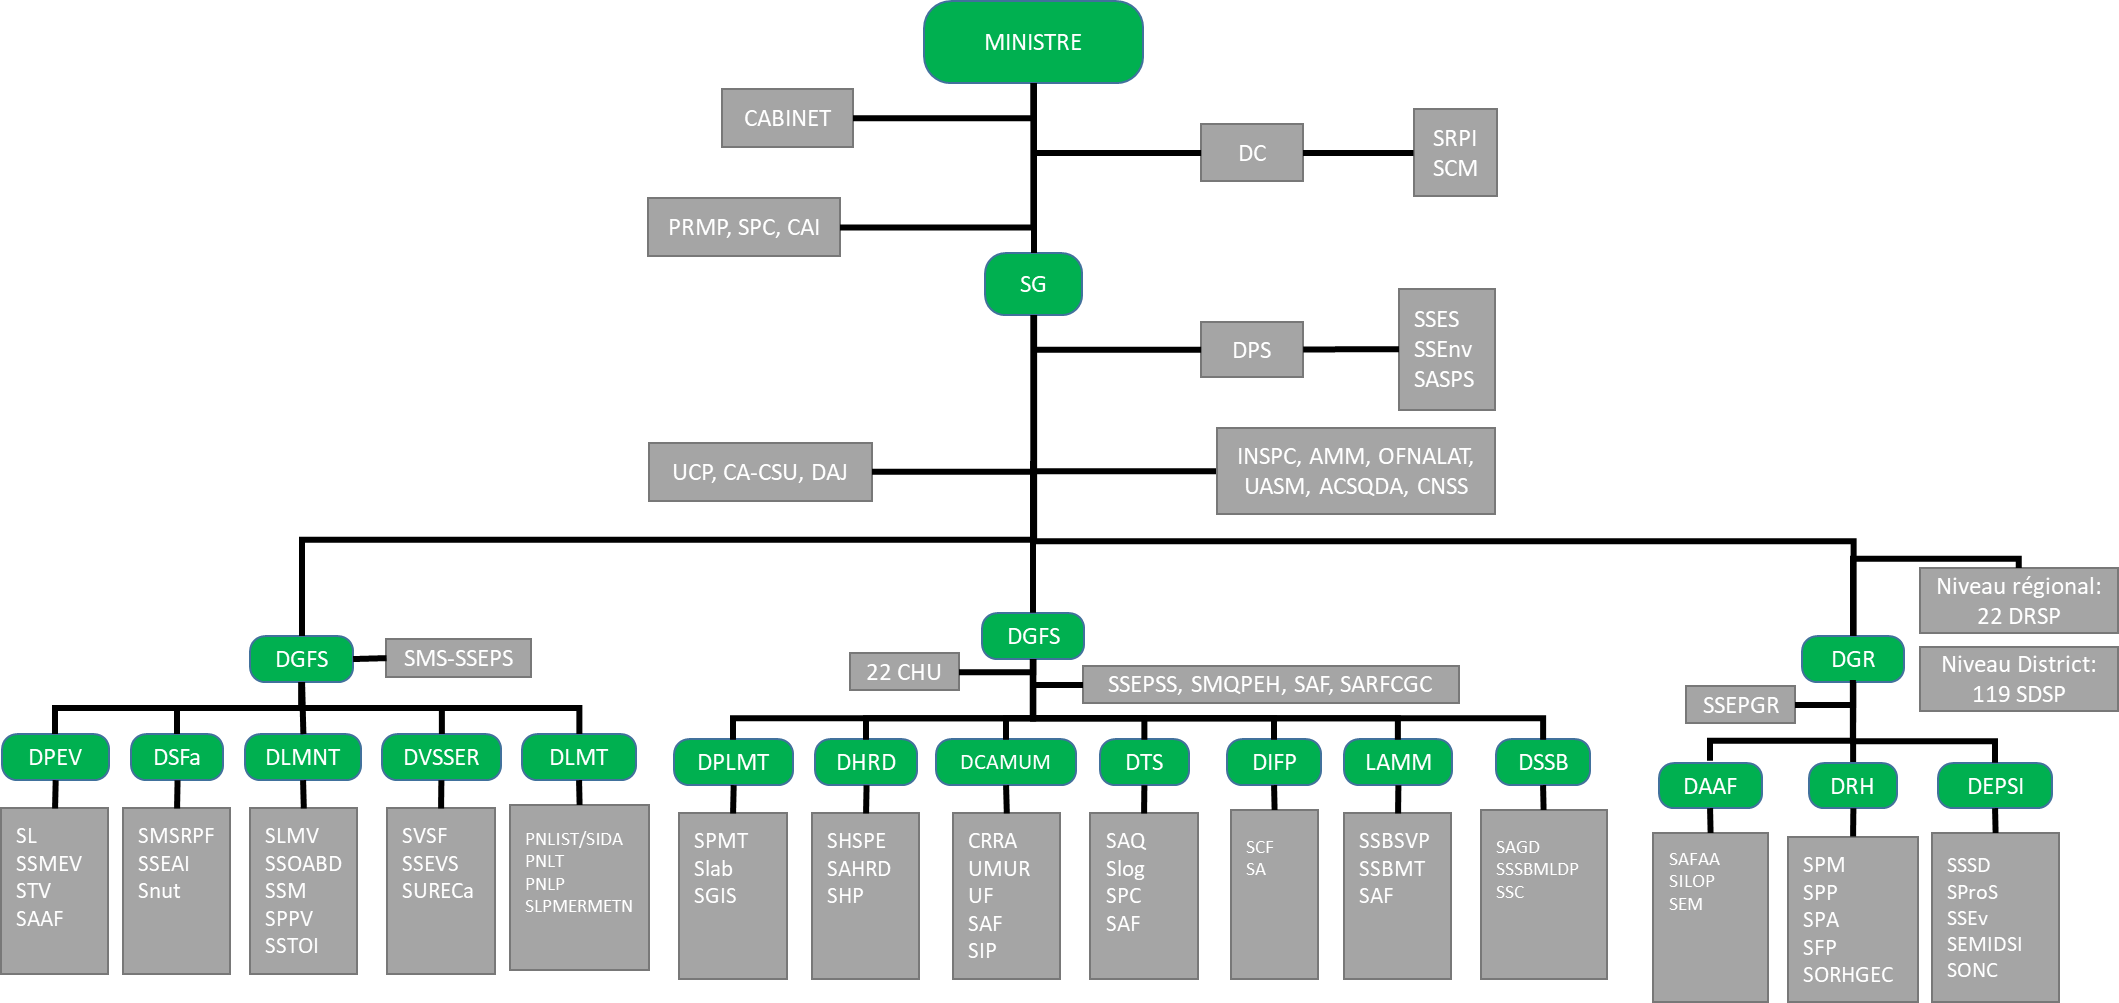 MINISTRE
CABINET
DC
SRPI
SCM
PRMP, SPC, CAI
SG
DPS
SSES
SSEnv
SASPS
UCP, CA-CSU, DAJ
INSPC, AMM, OFNALAT,
UASM, ACSQDA, CNSS
Niveau régional:
22 DRSP
Niveau District:
119 SDSP
DGFS
SMS-SSEPS
DGFS
22 CHU
SSEPSS, SMQPEH, SAF, SARFCGC
DGR
SSEPGR
DPEV
DSFa
DLMNT
DVSSER
DLMT
DPLMT
DHRD
DCAMUM
DTS
DIFP
LAMM
DSSB
DAAF
DRH
DEPSI
SL
SSMEV
STV
SAAF
SMSRPF
SSEAI
Snut
SLMV
SSOABD
SSM
SPPV
SSTOI
SVSF
SSEVS
SURECa
PNLIST/SIDA
PNLT
PNLP
SLPMERMETN
SPMT
Slab
SGIS
SHSPE
SAHRD
SHP
CRRA
UMUR
UF
SAF
SIP
SAQ
Slog
SPC
SAF
SCF
SA
SSBSVP
SSBMT
SAF
SAGD
SSSBMLDP
SSC
SAFAA
SILOP
SEM
SPM
SPP
SPA
SFP
SORHGEC
SSSD
SProS
SSEv
SEMIDSI
SONC